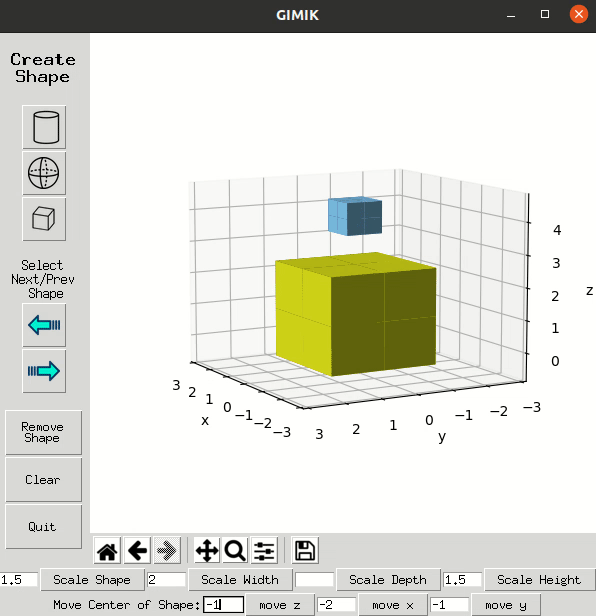 GIMIK
Create
Shape
Select
Next/Prev
Shape
Remove
Shape
Clear
Quit
4
3
2
1
0
z
3 2 1 0 −1 −2 −3
x
3 2 1 0 −1 −2 −3
y
1.5 Scale Shape 2 Scale Width Scale Depth 1.5 Scale Height
Move Center of Shape: -1 move z -2 move x -1 move y